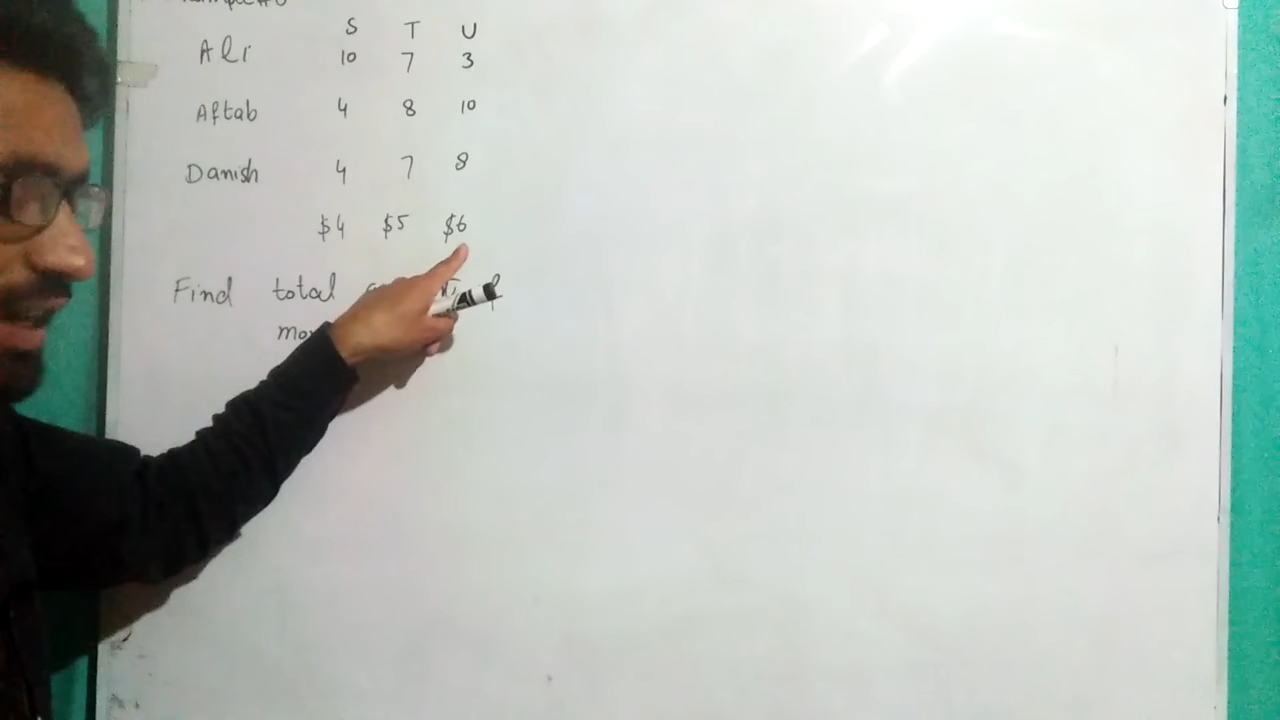 S T U
Ali 10 7 3
Aftab 4 8 10
Danish 4 7 8
$4 $5 $6
Find total